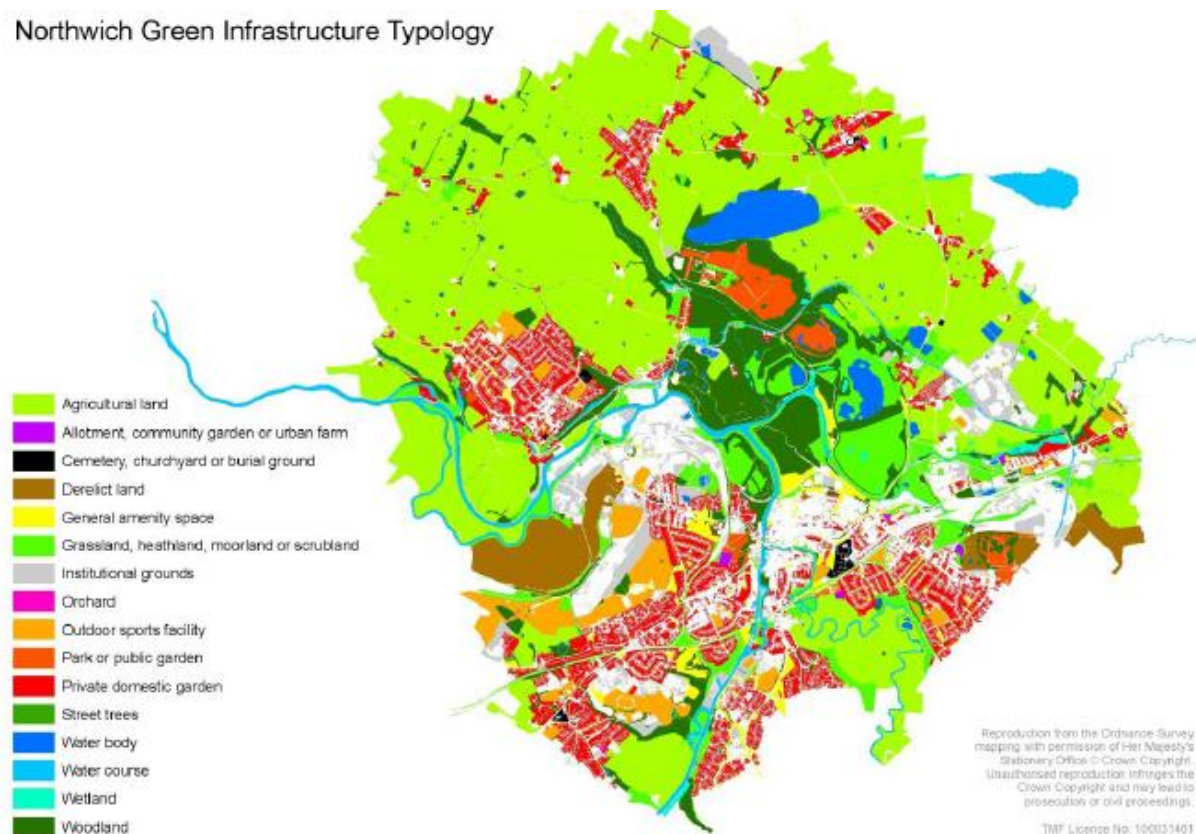 Northwich Green Infrastructure Typology
Agricultural land
Allotment, community garden or urban farm
Cemetery, churchyard or burial ground
Derelict land
General amenity space
Grassland, heathland, moorland or scrubland
Institutional grounds
Orchard
Outdoor sports facility
Park or public garden
Private domestic garden
Street trees
Water body
Water course
Wetland
Woodland
Reproduction from the Ordnance Survey
mapping with permission of Her Majesty's
Stationery Office © Crown Copyright.
Unauthorised reproduction infringes the
Crown Copyright and may lead to
prosecution or civil proceedings.
TMF Licence No: 100031461